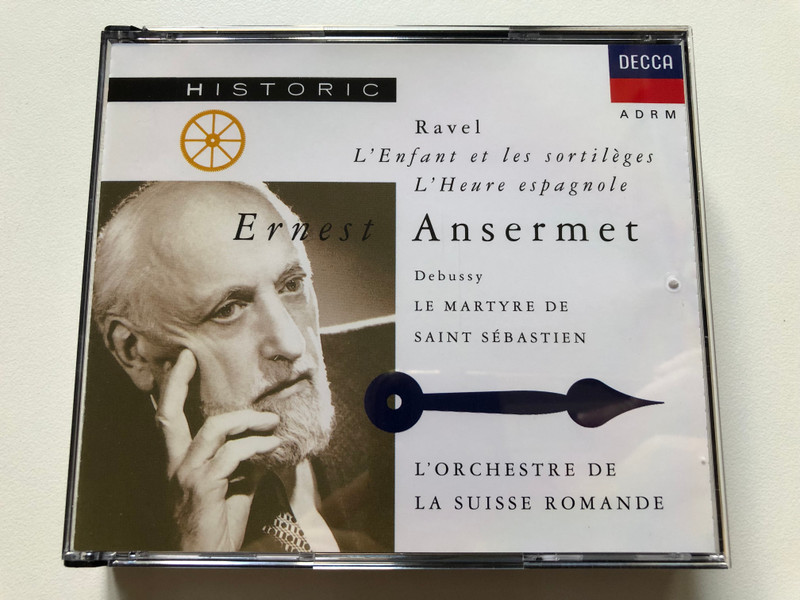 HISTORIC
DECCA
ADRM
Ravel
L'Enfant et les sortilèges
L'Heure espagnole
Ernest Ansermet
Debussy
LE MARTYRE DE
SAINT SÉBASTIEN
L'ORCHESTRE DE
LA SUISSE ROMANDE